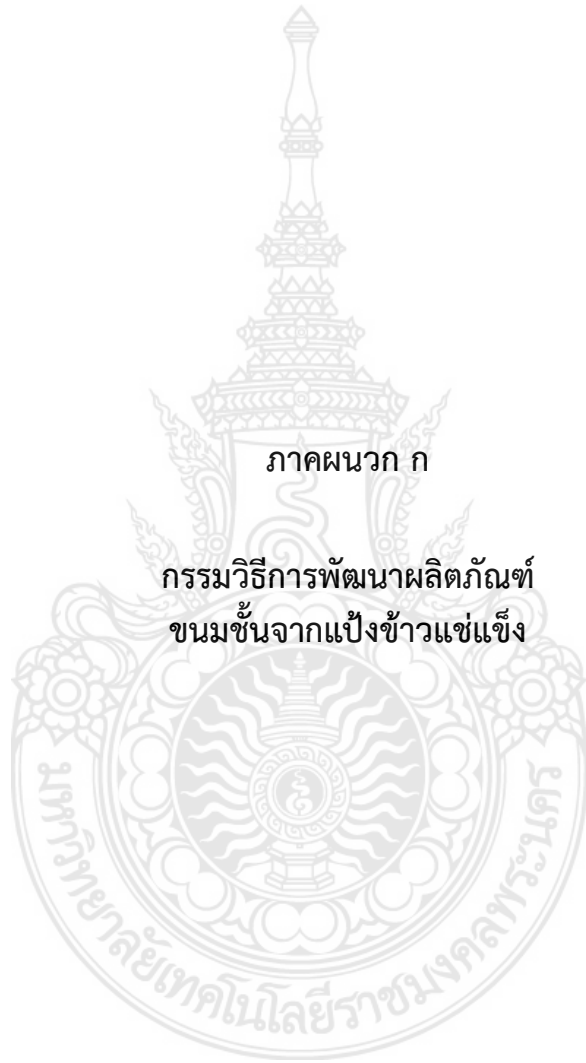 ภาคผนวก ก
กรรมวิธีการพัฒนาผลิตภัณฑ์
ขนมชั้นจากแป้งข้าวแช่แข็ง
มหาวิทยาลัยเทคโนโลยีราชมงคลพระนคร